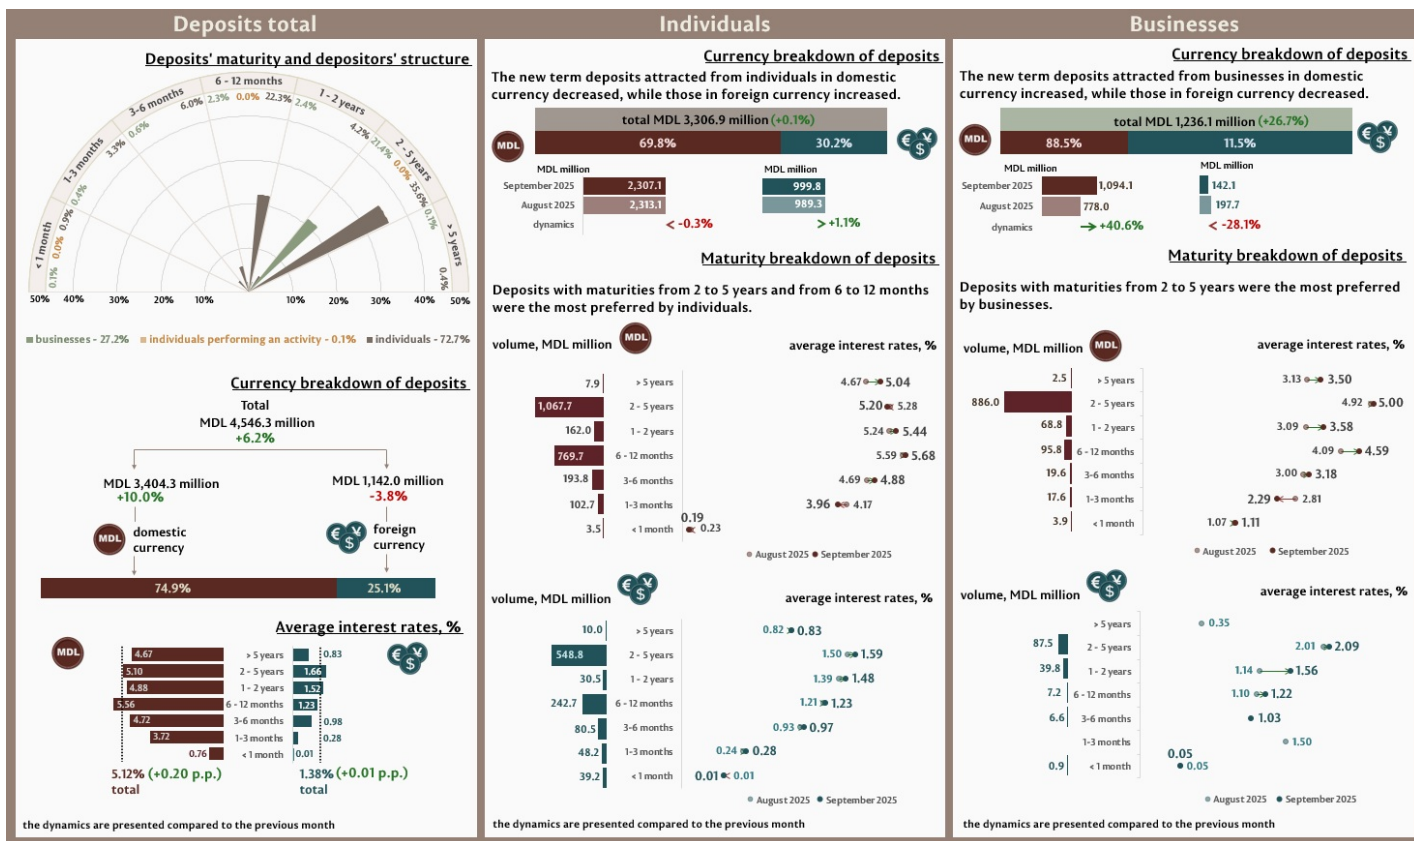 Deposits total
Deposits' maturity and depositors' structure
< 1 month
1-3 months
3-6 months
6 - 12 months
1 - 2 years
2 - 5 years
> 5 years
0.1%
0.0%
0.9%
0.4%
3.3%
0.6%
6.0%
2.3%
0.0%
22.3%
2.4%
4.2%
21.4%
0.0%
35.6%
0.1%
0.4%
50% 40% 30% 20% 10% 10% 20% 30% 40% 50%
businesses - 27.2% individuals performing an activity - 0.1% individuals - 72.7%
Currency breakdown of deposits
Total
MDL 4,546.3 million
+6.2%
MDL 3,404.3 million
+10.0%
MDL 1,142.0 million
-3.8%
MDL
domestic
currency
€ ¥ $
foreign
currency
74.9% 25.1%
Average interest rates, %
MDL
€ ¥ $
4.67 > 5 years 0.83
5.10 2 - 5 years 1.66
4.88 1 - 2 years 1.52
5.56 6 - 12 months 1.23
4.72 3-6 months 0.98
3.72 1-3 months 0.28
0.76 < 1 month 0.01
5.12% (+0.20 p.p.)
total
1.38% (+0.01 p.p.)
total
the dynamics are presented compared to the previous month
Individuals
Currency breakdown of deposits
The new term deposits attracted from individuals in domestic
currency decreased, while those in foreign currency increased.
total MDL 3,306.9 million (+0.1%)
MDL
69.8% 30.2%
€ ¥ $
MDL million MDL million
September 2025 2,307.1 999.8
August 2025 2,313.1 989.3
dynamics < -0.3% > +1.1%
Maturity breakdown of deposits
Deposits with maturities from 2 to 5 years and from 6 to 12 months
were the most preferred by individuals.
volume, MDL million MDL average interest rates, %
7.9 > 5 years 4.67 5.04
1,067.7 2 - 5 years 5.20 5.28
162.0 1 - 2 years 5.24 5.44
769.7 6 - 12 months 5.59 5.68
193.8 3-6 months 4.69 4.88
102.7 1-3 months 3.96 4.17
3.5 < 1 month 0.19 0.23
August 2025 September 2025
volume, MDL million € ¥ $ average interest rates, %
10.0 > 5 years 0.82 0.83
548.8 2 - 5 years 1.50 1.59
30.5 1 - 2 years 1.39 1.48
242.7 6 - 12 months 1.21 1.23
80.5 3-6 months 0.93 0.97
48.2 1-3 months 0.24 0.28
39.2 < 1 month 0.01 0.01
August 2025 September 2025
the dynamics are presented compared to the previous month
Businesses
Currency breakdown of deposits
The new term deposits attracted from businesses in domestic
currency increased, while those in foreign currency decreased.
total MDL 1,236.1 million (+26.7%)
MDL
88.5% 11.5%
€ ¥ $
MDL million MDL million
September 2025 1,094.1 142.1
August 2025 778.0 197.7
dynamics +40.6% < -28.1%
Maturity breakdown of deposits
Deposits with maturities from 2 to 5 years were the most preferred
by businesses.
volume, MDL million MDL average interest rates, %
2.5 > 5 years 3.13 3.50
886.0 2 - 5 years 4.92 5.00
68.8 1 - 2 years 3.09 3.58
95.8 6 - 12 months 4.09 4.59
19.6 3-6 months 3.00 3.18
17.6 1-3 months 2.29 2.81
3.9 < 1 month 1.07 1.11
August 2025 September 2025
volume, MDL million € ¥ $ average interest rates, %
> 5 years 0.35
87.5 2 - 5 years 2.01 2.09
39.8 1 - 2 years 1.14 1.56
7.2 6 - 12 months 1.10 1.22
6.6 3-6 months 1.03
1-3 months 1.50
0.9 < 1 month 0.05 0.05
August 2025 September 2025
the dynamics are presented compared to the previous month